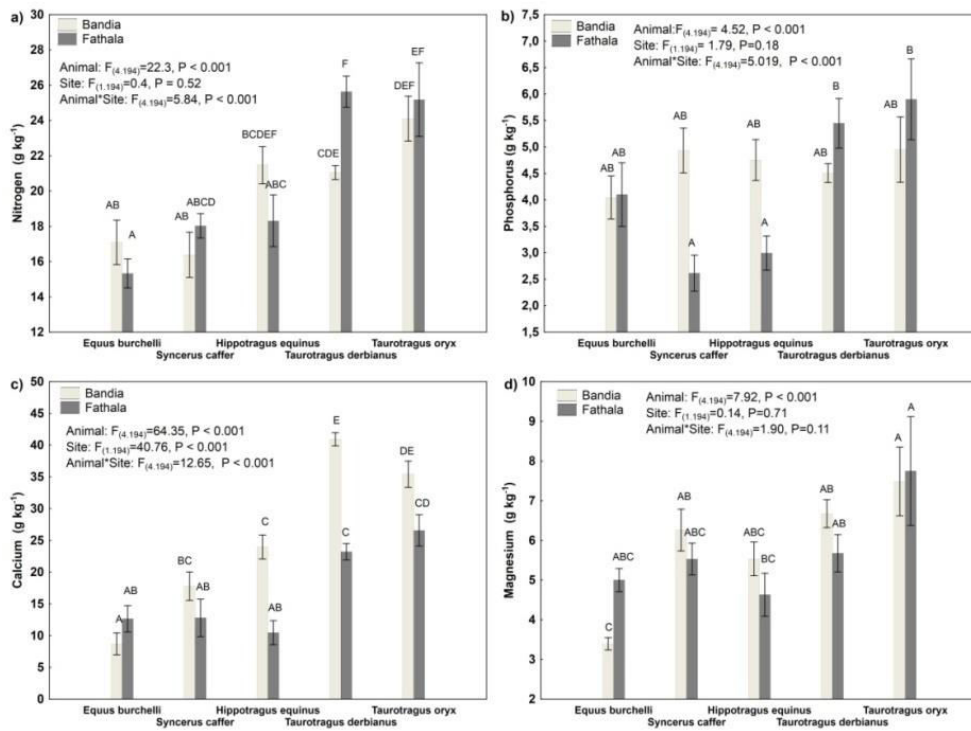 a)
Bandia
Fathala
Animal: F(4.194)=22.3, P < 0.001
Site: F(1.194)=0.4, P = 0.52
Animal*Site: F(4.194)=5.84, P < 0.001
Nitrogen (g kg-1)
30
28
26
24
22
20
18
16
14
12
AB
A
AB
ABCD
BCDEF
ABC
CDE
F
DEF
EF
Equus burchelli
Syncerus caffer
Hippotragus equinus
Taurotragus derbianus
Taurotragus oryx
b)
Bandia
Fathala
Animal:F(4.194)= 4.52, P < 0.001
Site: F(1.194)= 1.79, P=0.18
Animal*Site: F(4.194)=5.019, P < 0.001
Phosphorus (g kg-1)
7,5
7,0
6,5
6,0
5,5
5,0
4,5
4,0
3,5
3,0
2,5
2,0
1,5
AB
AB
AB
A
AB
A
AB
B
AB
B
Equus burchelli
Syncerus caffer
Hippotragus equinus
Taurotragus derbianus
Taurotragus oryx
c)
Bandia
Fathala
Animal: F(4.194)=64.35, P < 0.001
Site: F(1.194)=40.76, P < 0.001
Animal*Site: F(4.194)=12.65, P < 0.001
Calcium (g kg-1)
50
45
40
35
30
25
20
15
10
5
0
A
AB
BC
AB
C
AB
E
C
DE
CD
Equus burchelli
Syncerus caffer
Hippotragus equinus
Taurotragus derbianus
Taurotragus oryx
d)
Bandia
Fathala
Animal: F(4.194)=7.92, P < 0.001
Site: F(1.194)=0.14, P=0.71
Animal*Site: F(4.194)=1.90, P=0.11
Magnesium (g kg-1)
10
9
8
7
6
5
4
3
2
C
ABC
AB
ABC
ABC
BC
AB
AB
A
A
Equus burchelli
Syncerus caffer
Hippotragus equinus
Taurotragus derbianus
Taurotragus oryx